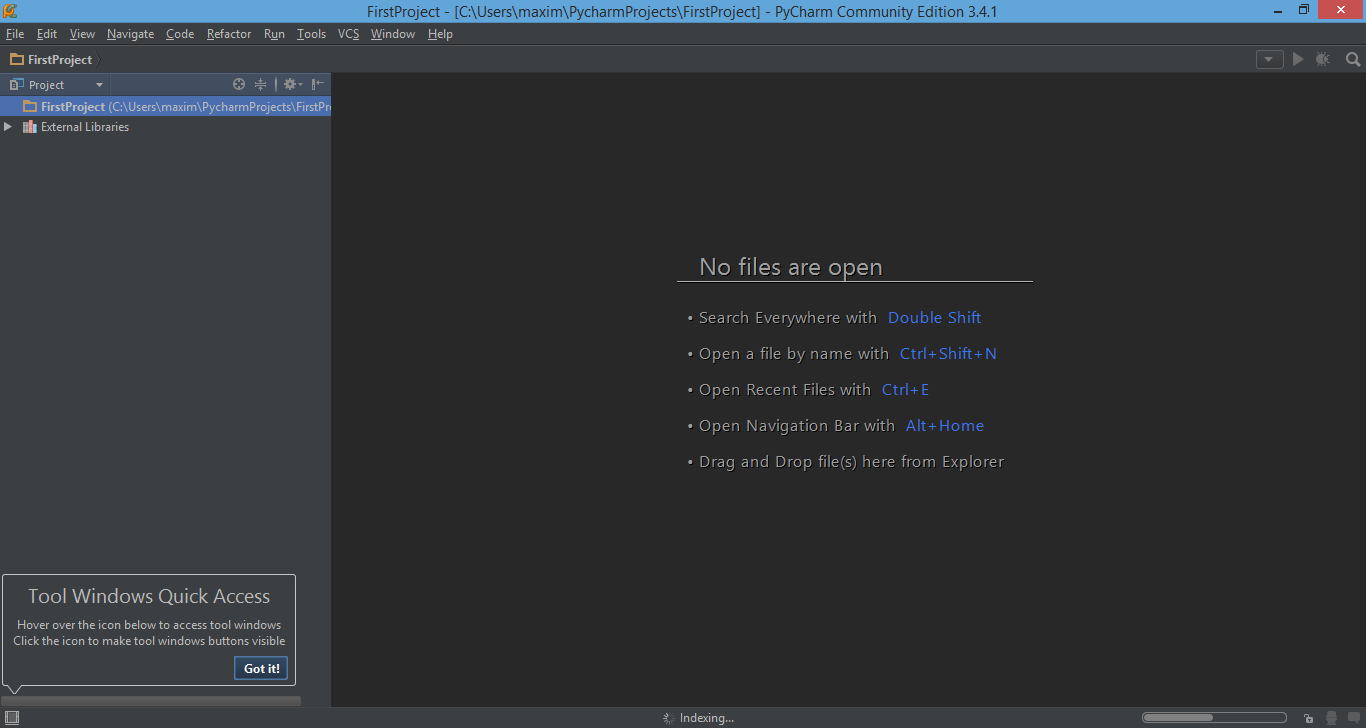 FirstProject - [C:\Users\maxim\PycharmProjects\FirstProject] - PyCharm Community Edition 3.4.1
File Edit View Navigate Code Refactor Run Tools VCS Window Help
FirstProject
Project
FirstProject (C:\Users\maxim\PycharmProjects\FirstPr
External Libraries
No files are open
• Search Everywhere with Double Shift
• Open a file by name with Ctrl+Shift+N
• Open Recent Files with Ctrl+E
• Open Navigation Bar with Alt+Home
• Drag and Drop file(s) here from Explorer
Tool Windows Quick Access
Hover over the icon below to access tool windows
Click the icon to make tool windows buttons visible
Got it!
Indexing...